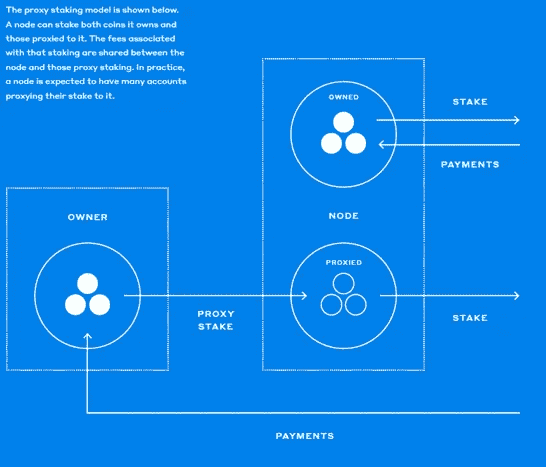 The proxy staking model is shown below.
A node can stake both coins it owns and
those proxied to it. The fees associated
with that staking are shared between the
node and those proxy staking. In practice,
a node is expected to have many accounts
proxying their stake to it.
OWNED
STAKE
PAYMENTS
OWNER
NODE
PROXIED
PROXY
STAKE
STAKE
PAYMENTS